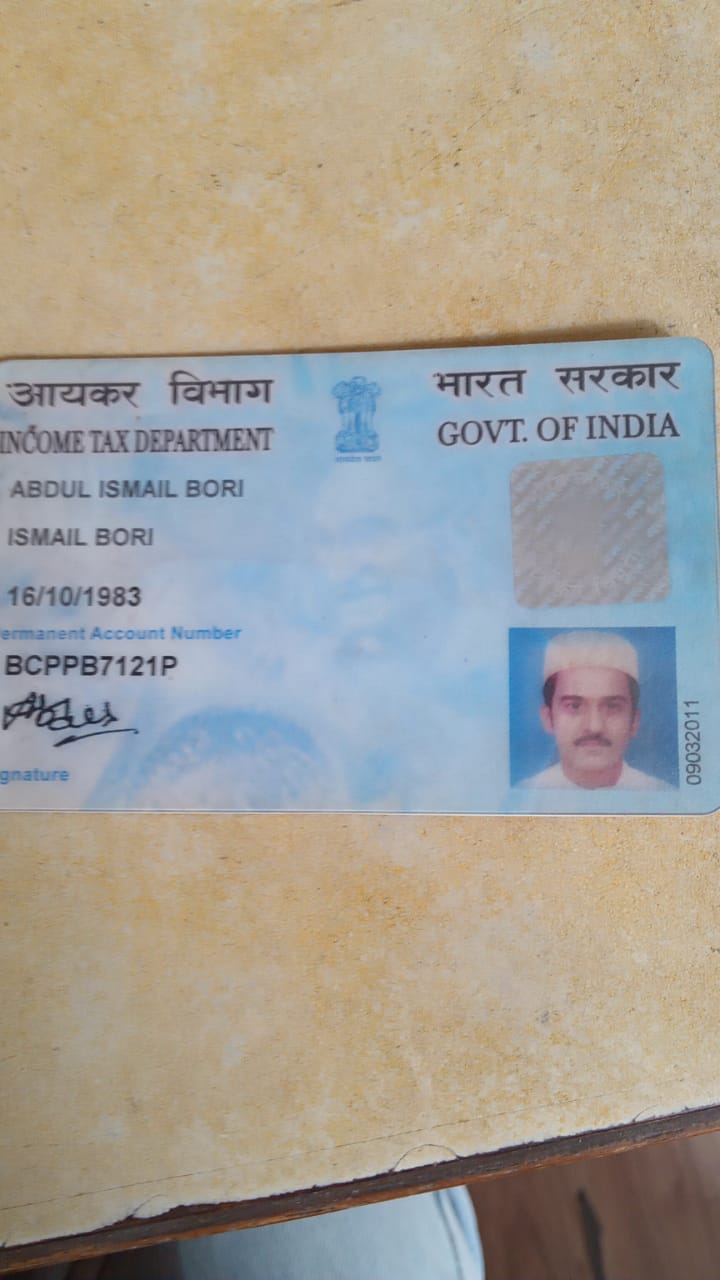 आयकर विभाग
INCOME TAX DEPARTMENT
भारत सरकार
GOVT. OF INDIA
ABDUL ISMAIL BORI
ISMAIL BORI
16/10/1983
ermanent Account Number
BCPPB7121P
gnature
09032011